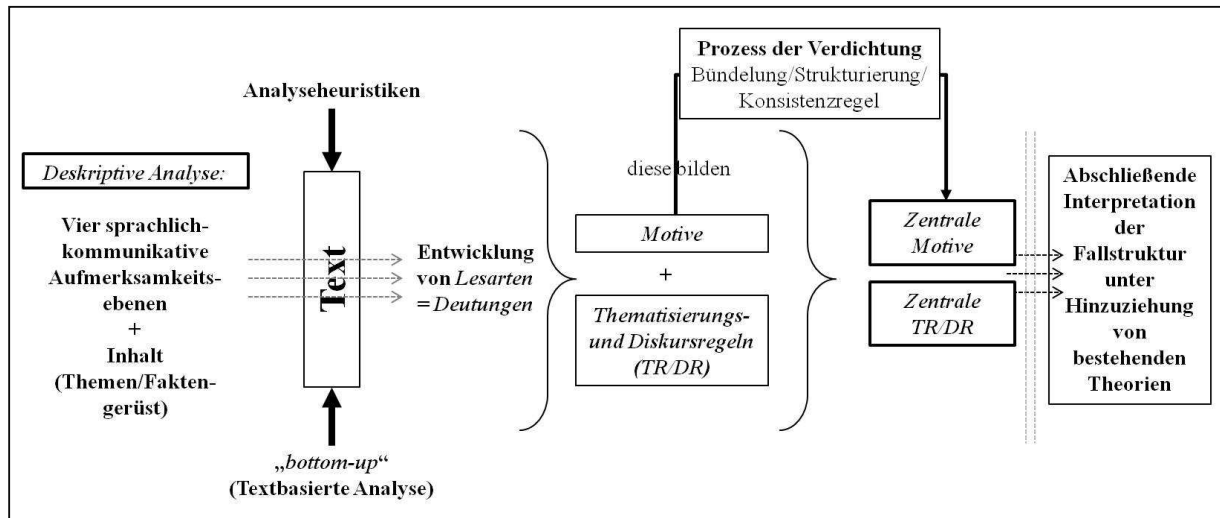 Prozess der Verdichtung
Bündelung/Strukturierung/
Konsistenzregel
Analyseheuristiken
Deskriptive Analyse:
Vier sprachlich-
kommunikative
Aufmerksamkeits-
ebenen
+
Inhalt
(Themen/Fakten-
gerüst)
Text
„bottom-up“
(Textbasierte Analyse)
Entwicklung
von Lesarten
= Deutungen
diese bilden
Motive
+
Thematisierungs-
und Diskursregeln
(TR/DR)
Zentrale
Motive
Zentrale
TR/DR
Abschließende
Interpretation
der
Fallstruktur
unter
Hinzuziehung
von
bestehenden
Theorien